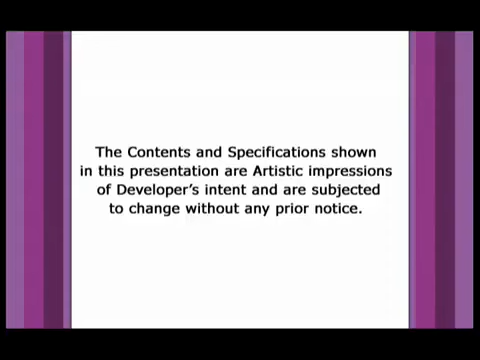 The Contents and Specifications shown
in this presentation are Artistic impressions
of Developer's intent and are subjected
to change without any prior notice.